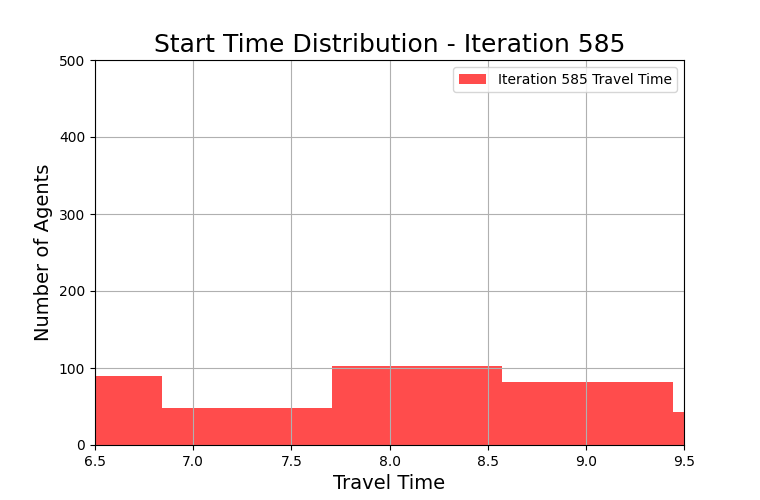 Start Time Distribution - Iteration 585
500
Iteration 585 Travel Time
400
300
200
100
0
Number of Agents
6.5 7.0 7.5 8.0 8.5 9.0 9.5
Travel Time